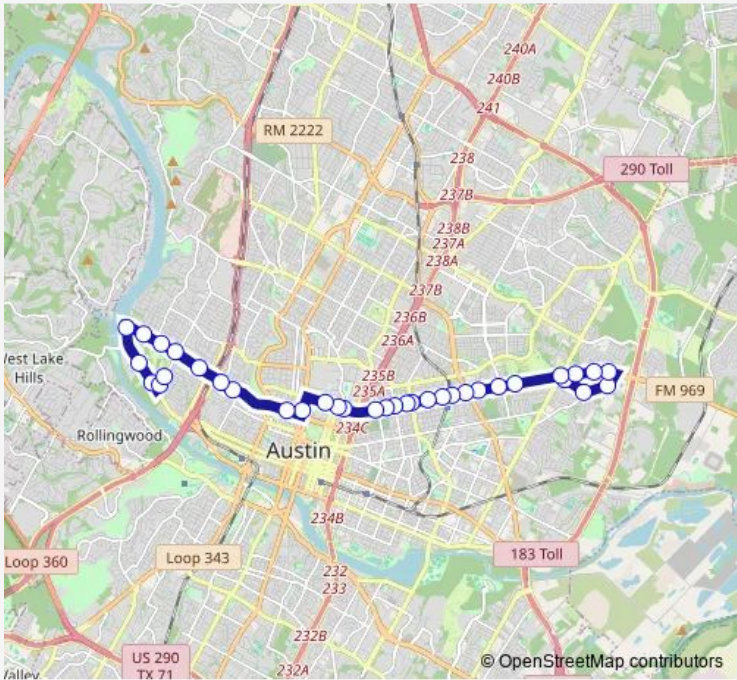 240A
240B
241
RM 2222
238
290 Toll
237B
238B
237A
238A
237B
236B
236A
West Lake
Hills
235B
235A
FM 969
Rollingwood
234C
Austin
234B
183 Toll
Loop 360
Loop 343
232
233
232B
US 290
TX 71
232A
Valley
© OpenStreetMap contributors